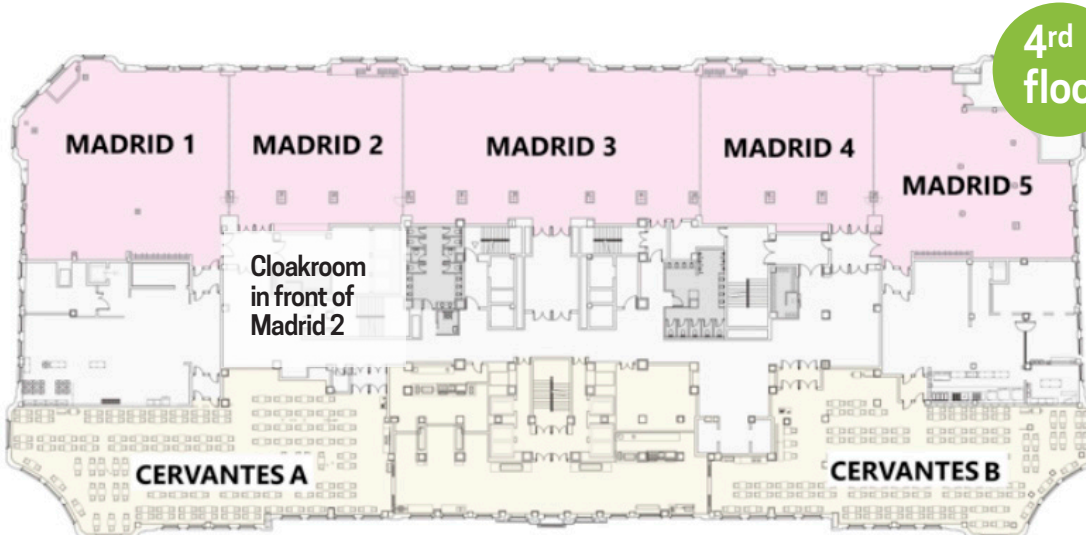 4rd
floo
MADRID 1
MADRID 2
MADRID 3
MADRID 4
MADRID 5
Cloakroom
in front of
Madrid 2
CERVANTES A
CERVANTES B